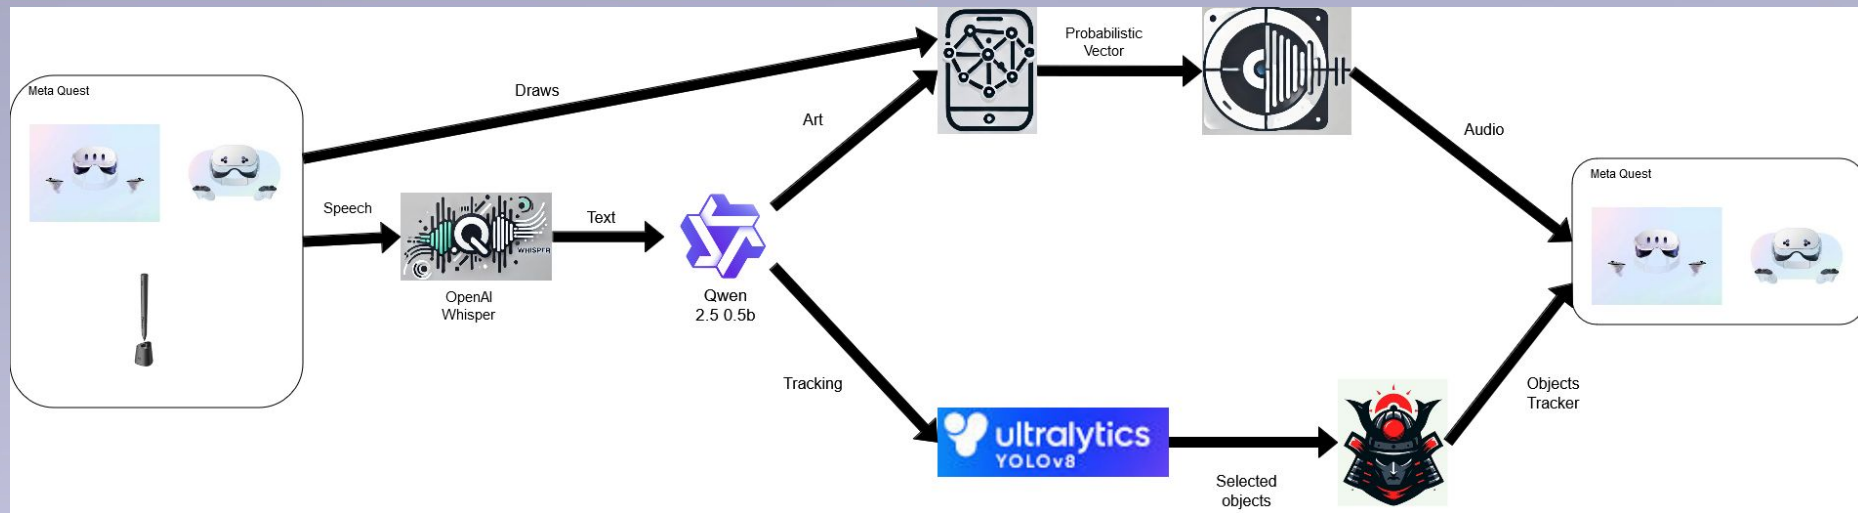 Meta Quest
Draws
Speech
WHISPER
OpenAI
Whisper
Text
Qwen
2.5 0.5b
Art
Tracking
Probabilistic
Vector
Audio
ultralytics
YOLOv8
Selected
objects
Objects
Tracker
Meta Quest